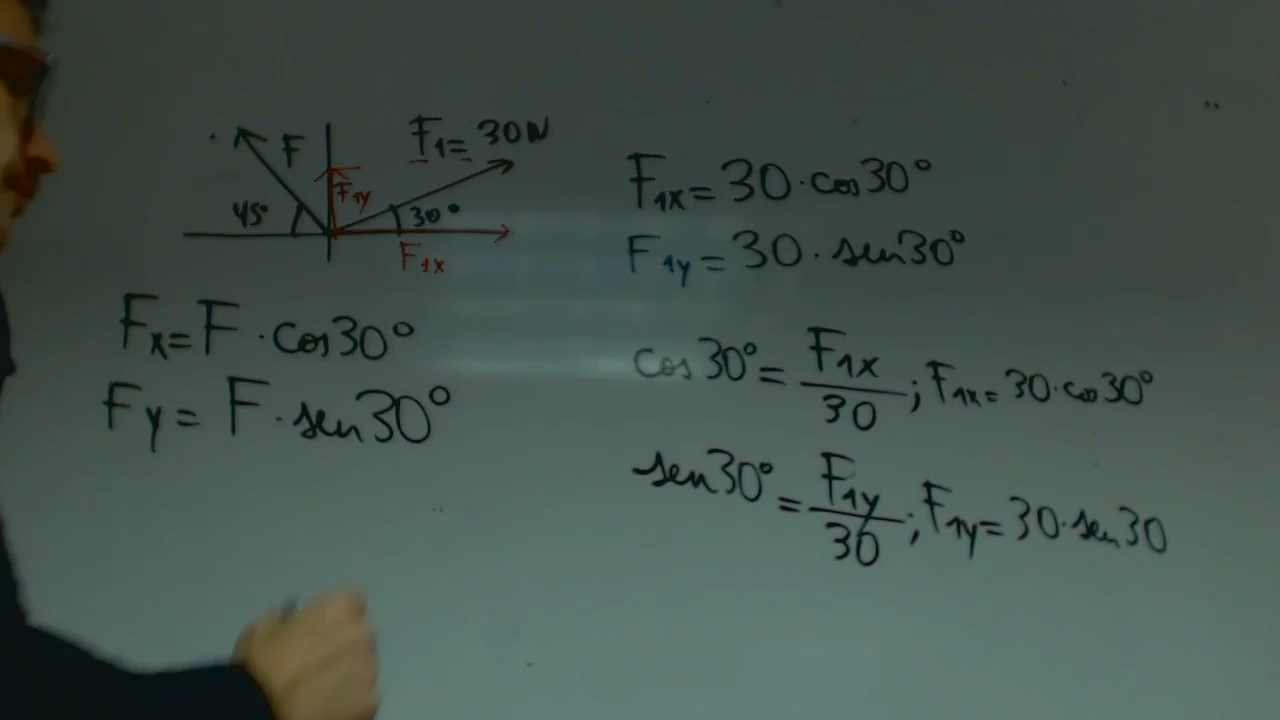 F
F1= 30N
F1y
45°
30°
F1x
Fx= F · cos30°
Fy= F · sen30°
F1x= 30·cos30°
F1y= 30 · sen30°
cos30°= F1x/30 ; F1x= 30·cos30°
sen30°= F1y/30 ; F1y= 30·sen30